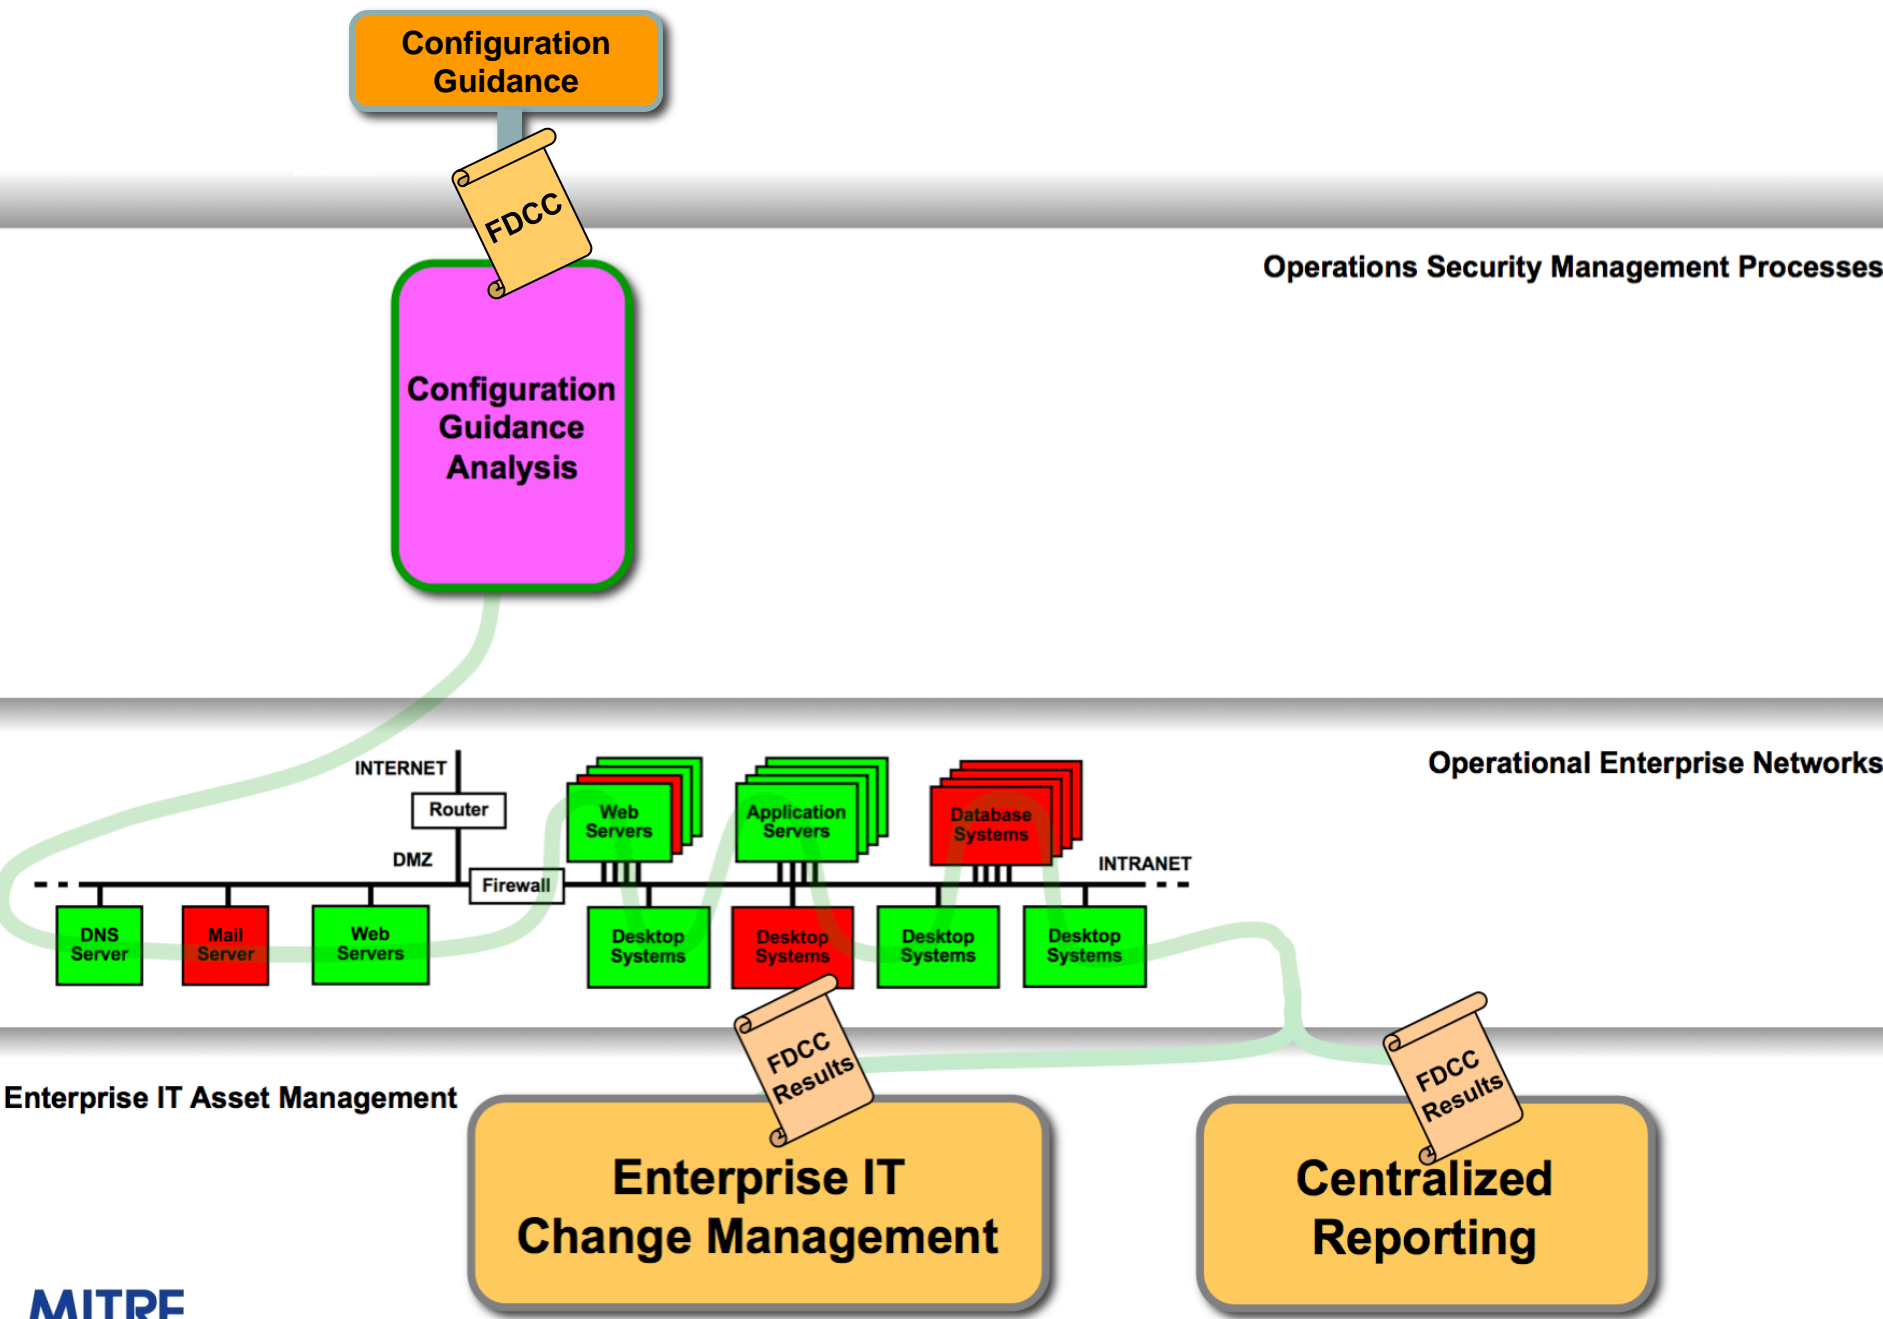 Configuration
Guidance
FDCC
Operations Security Management Processes
Configuration
Guidance
Analysis
Operational Enterprise Networks
INTERNET
Router
DMZ
Firewall
Web
Servers
Application
Servers
Database
Systems
INTRANET
DNS
Server
Mail
Server
Web
Servers
Desktop
Systems
Desktop
Systems
Desktop
Systems
Desktop
Systems
FDCC
Results
FDCC
Results
Enterprise IT Asset Management
Enterprise IT
Change Management
Centralized
Reporting
MITRE